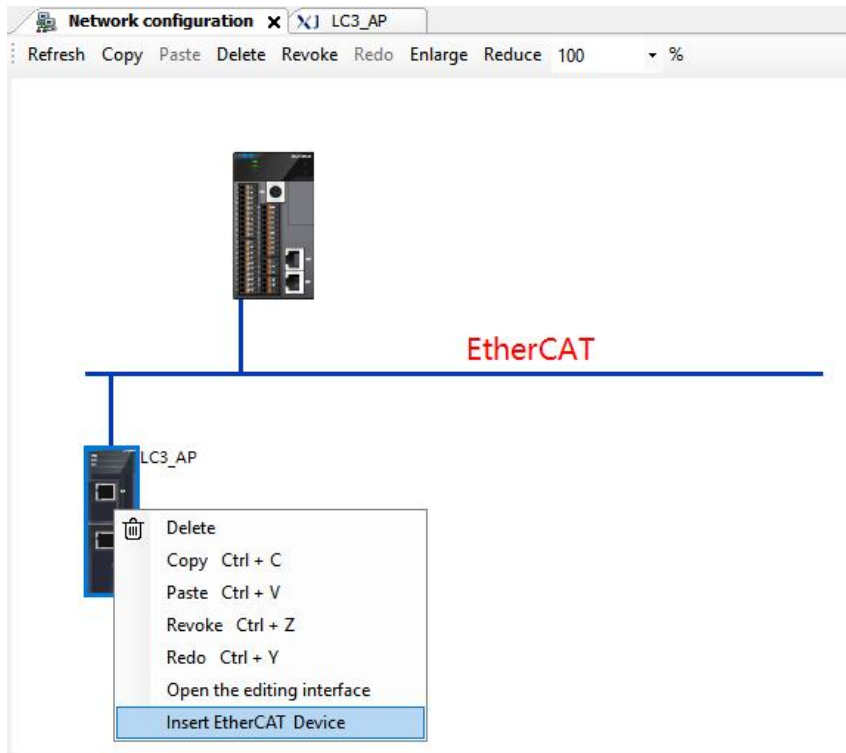 Network configuration x LC3_AP
Refresh Copy Paste Delete Revoke Redo Enlarge Reduce 100 %
EtherCAT
LC3_AP
Delete
Copy Ctrl + C
Paste Ctrl + V
Revoke Ctrl + Z
Redo Ctrl + Y
Open the editing interface
Insert EtherCAT Device